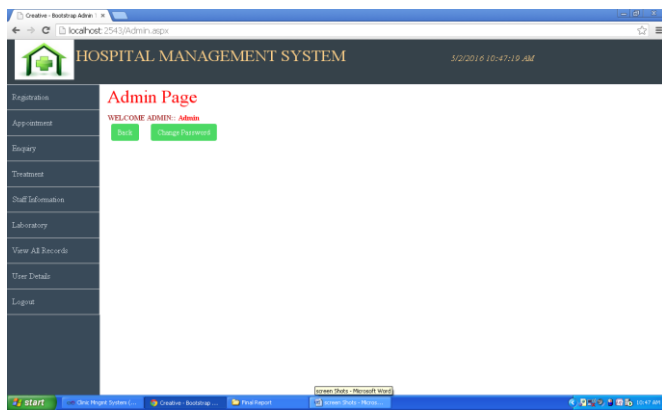 Creative - Bootstrap Admin
localhost:2543/Admin.aspx
HOSPITAL MANAGEMENT SYSTEM
5/2/2016 10:47:19 AM
Registration
Admin Page
Appointment
WELCOME ADMIN:: Admin
Back Change Password
Enquiry
Treatment
Staff Information
Laboratory
View All Records
User Details
Logout
screen Shots - Microsoft Word
start Clinic Mngmt System (... Creative - Bootstrap ... Final Report screen Shots - Micros... 10:47 AM